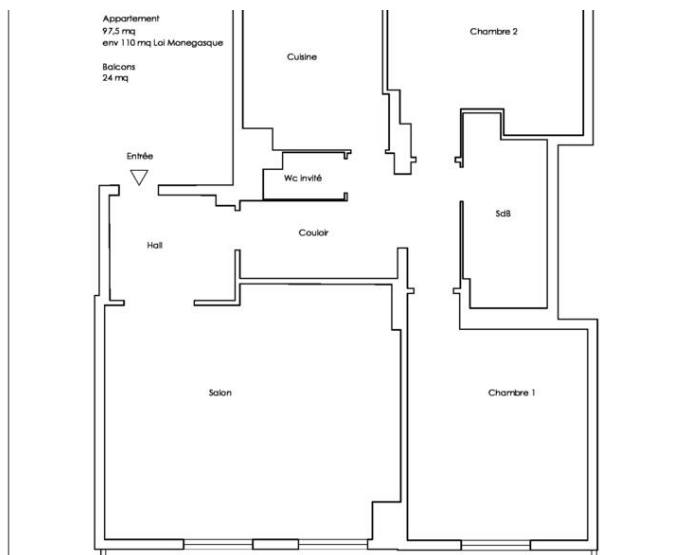 Appartement
97,5 mq
env 110 mq Loi Monegasque
Balcons
24 mq
Cuisine
Chambre 2
Entrée
Wc invité
SdB
Couloir
Hall
Salon
Chambre 1